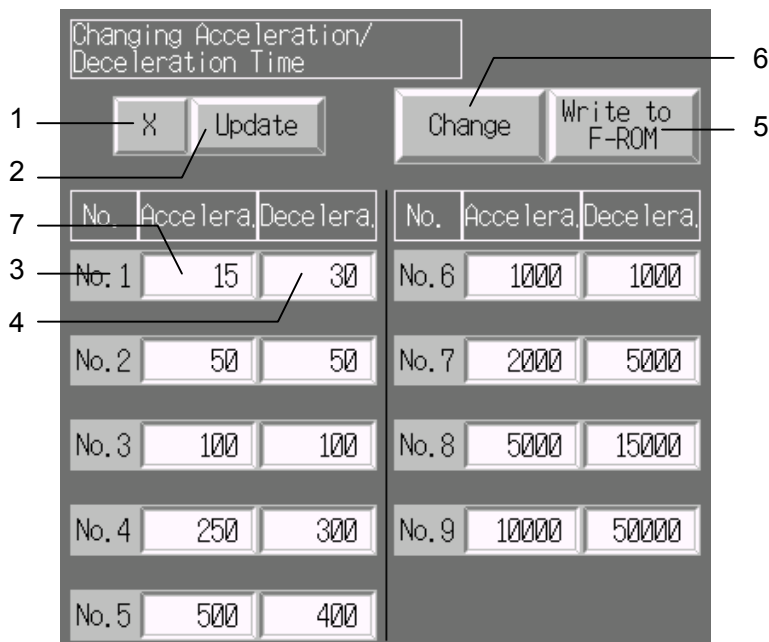 Changing Acceleration/
Deceleration Time
6
1
X
Update
Change
Write to
F-ROM
5
2
No. Accelera. Decelera.
No. Accelera. Decelera.
7
3
No.1 15 30
No.6 1000 1000
4
No.2 50 50
No.7 2000 5000
No.3 100 100
No.8 5000 15000
No.4 250 300
No.9 10000 50000
No.5 500 400